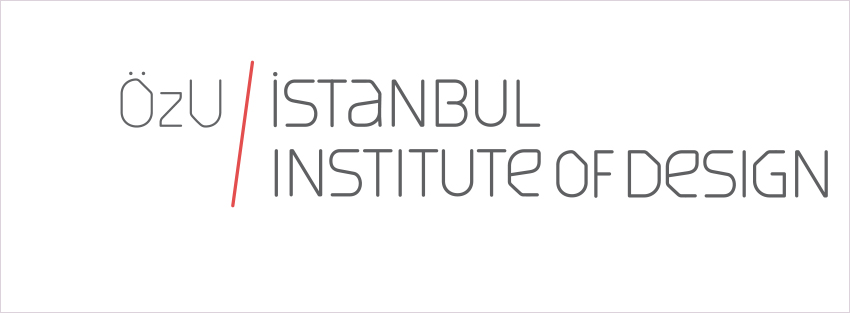 ÖzU / İSTANBUL
INSTITUTE OF DESIGN